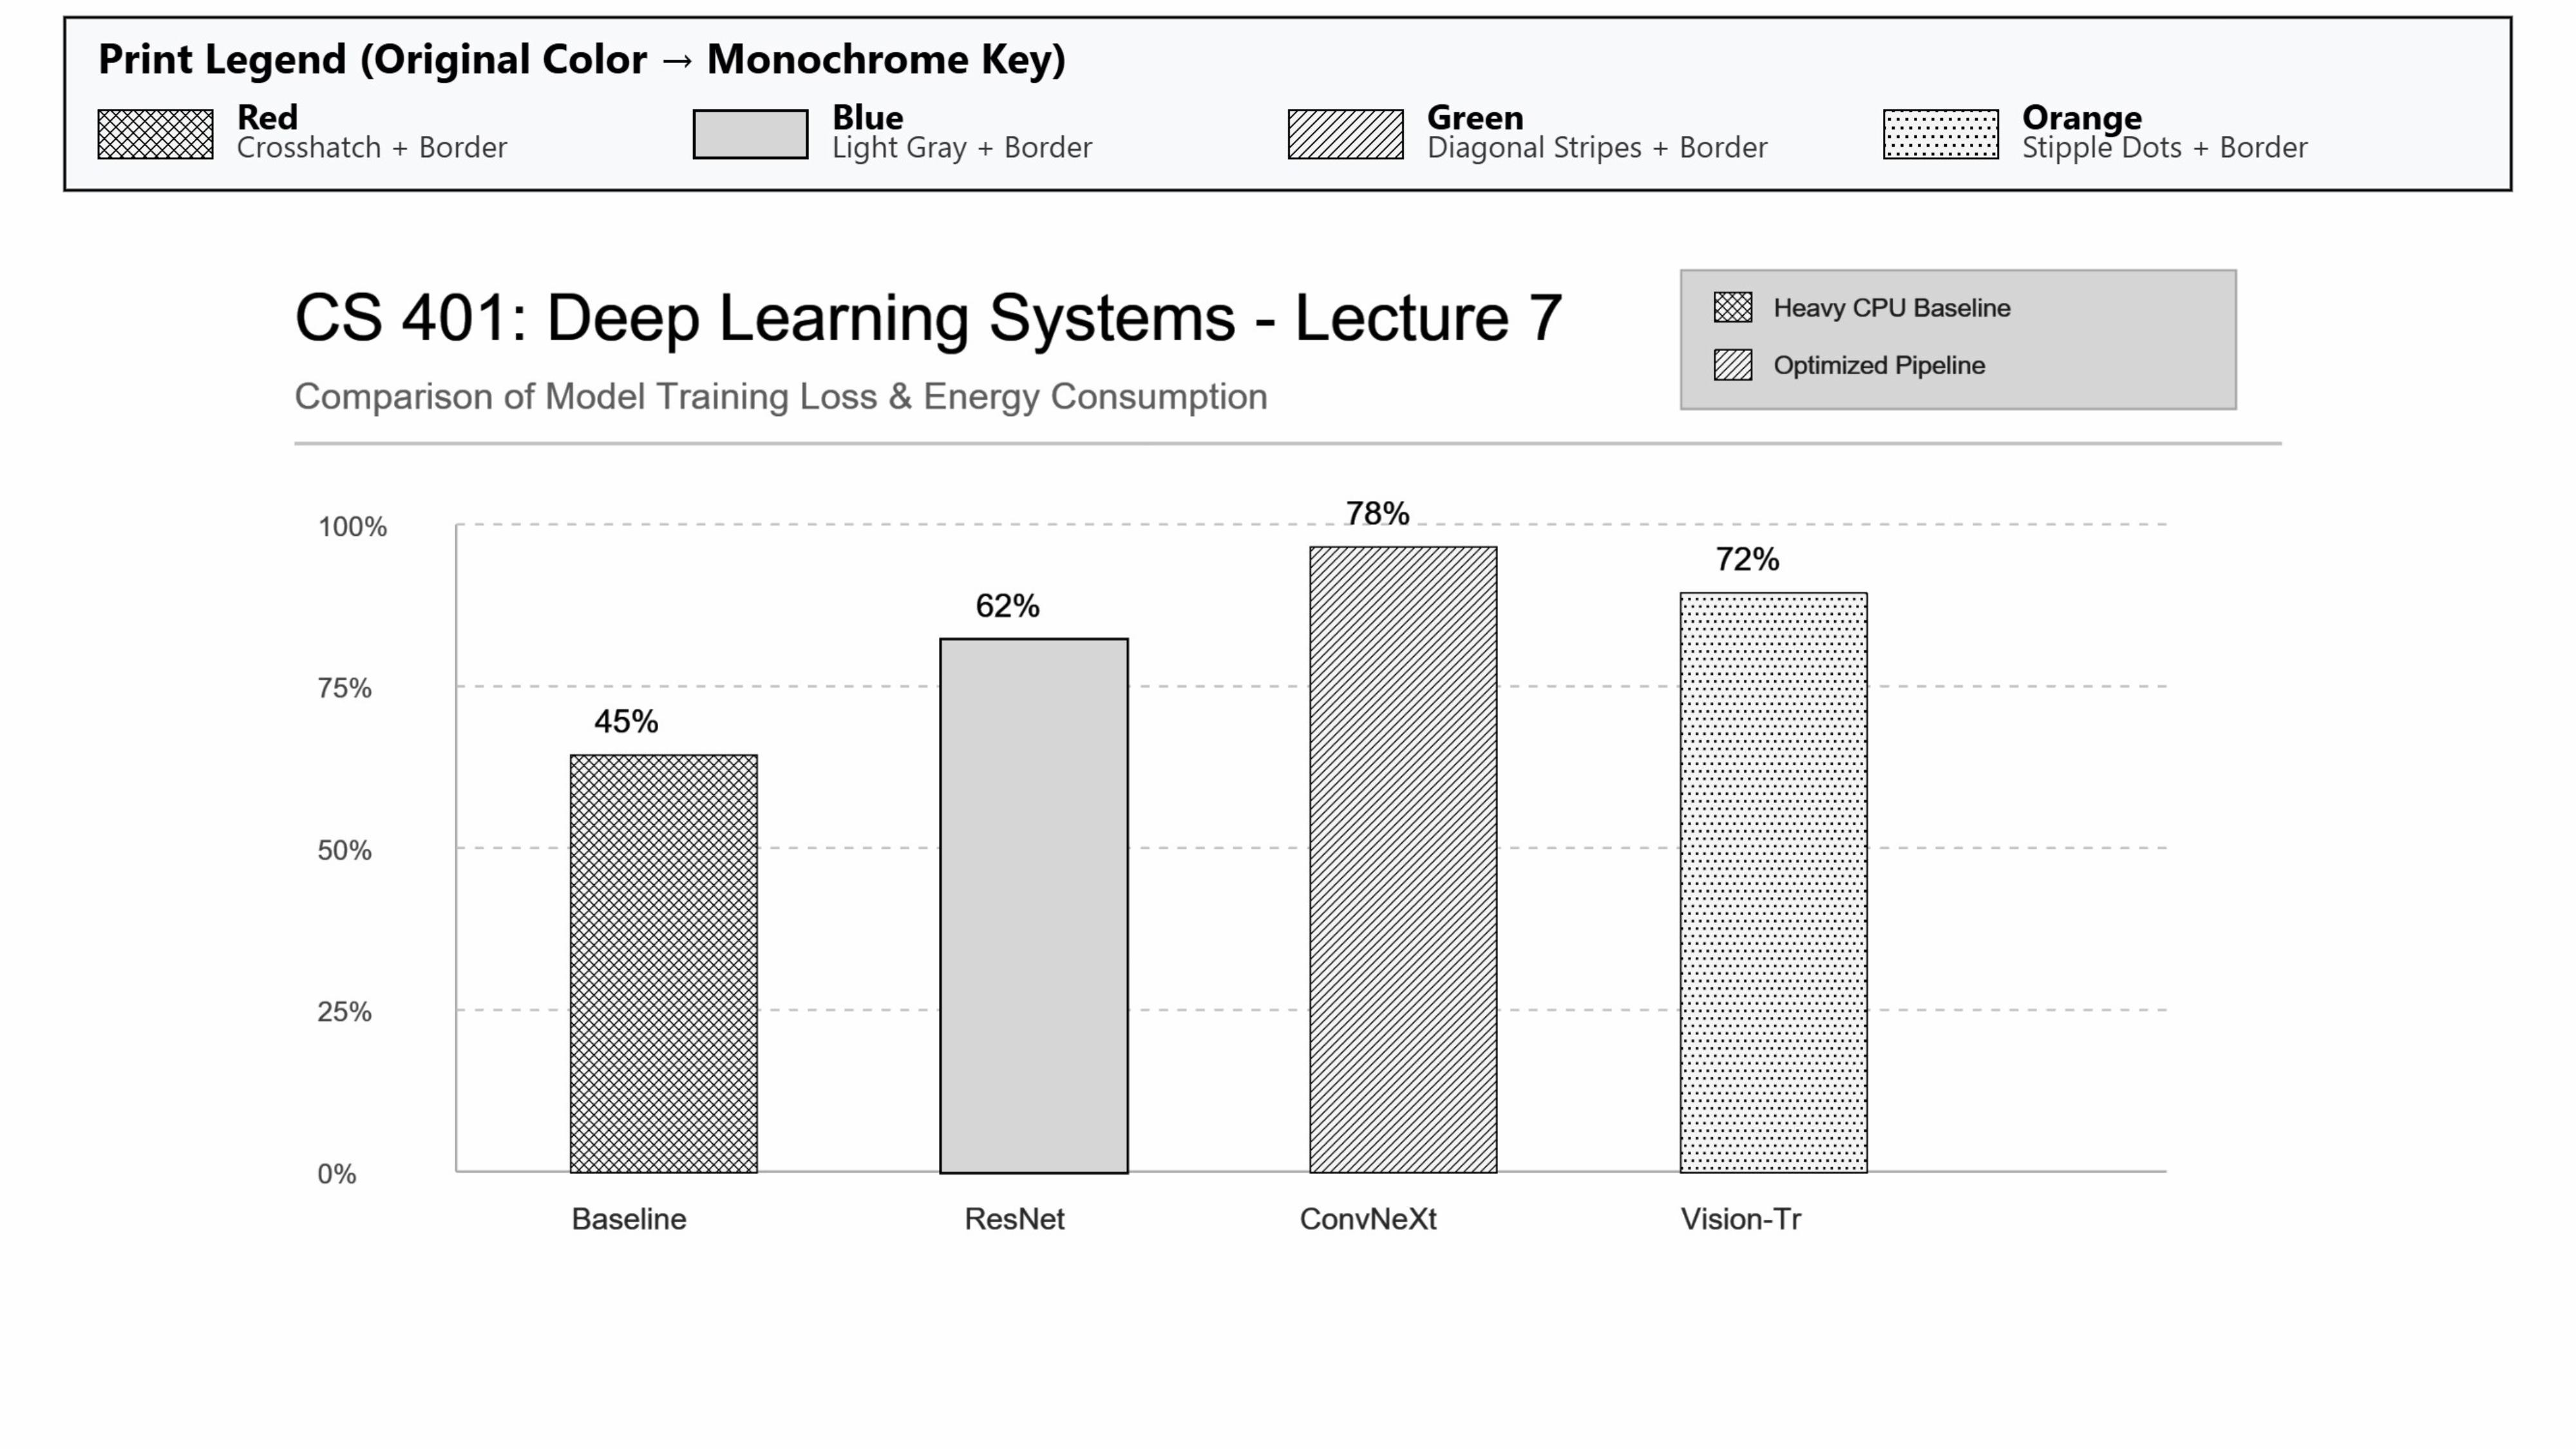 Print Legend (Original Color → Monochrome Key)
Red
Crosshatch + Border
Blue
Light Gray + Border
Green
Diagonal Stripes + Border
Orange
Stipple Dots + Border
CS 401: Deep Learning Systems - Lecture 7
Comparison of Model Training Loss & Energy Consumption
Heavy CPU Baseline
Optimized Pipeline
100%
75%
50%
25%
0%
45%
62%
78%
72%
Baseline
ResNet
ConvNeXt
Vision-Tr